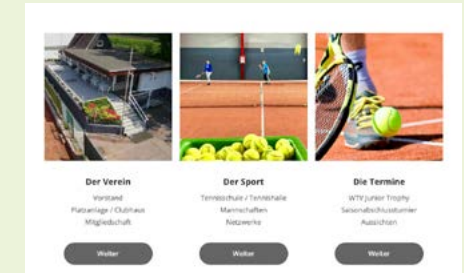 Der Verein
Vorstand
Platzanlage / Clubhaus
Mitgliedschaft
Weiter
Der Sport
Tennisschule / Tennishalle
Mannschaften
Netzwerke
Weiter
Die Termine
WTV Junior Trophy
Saisonabschlussturnier
Aussichten
Weiter